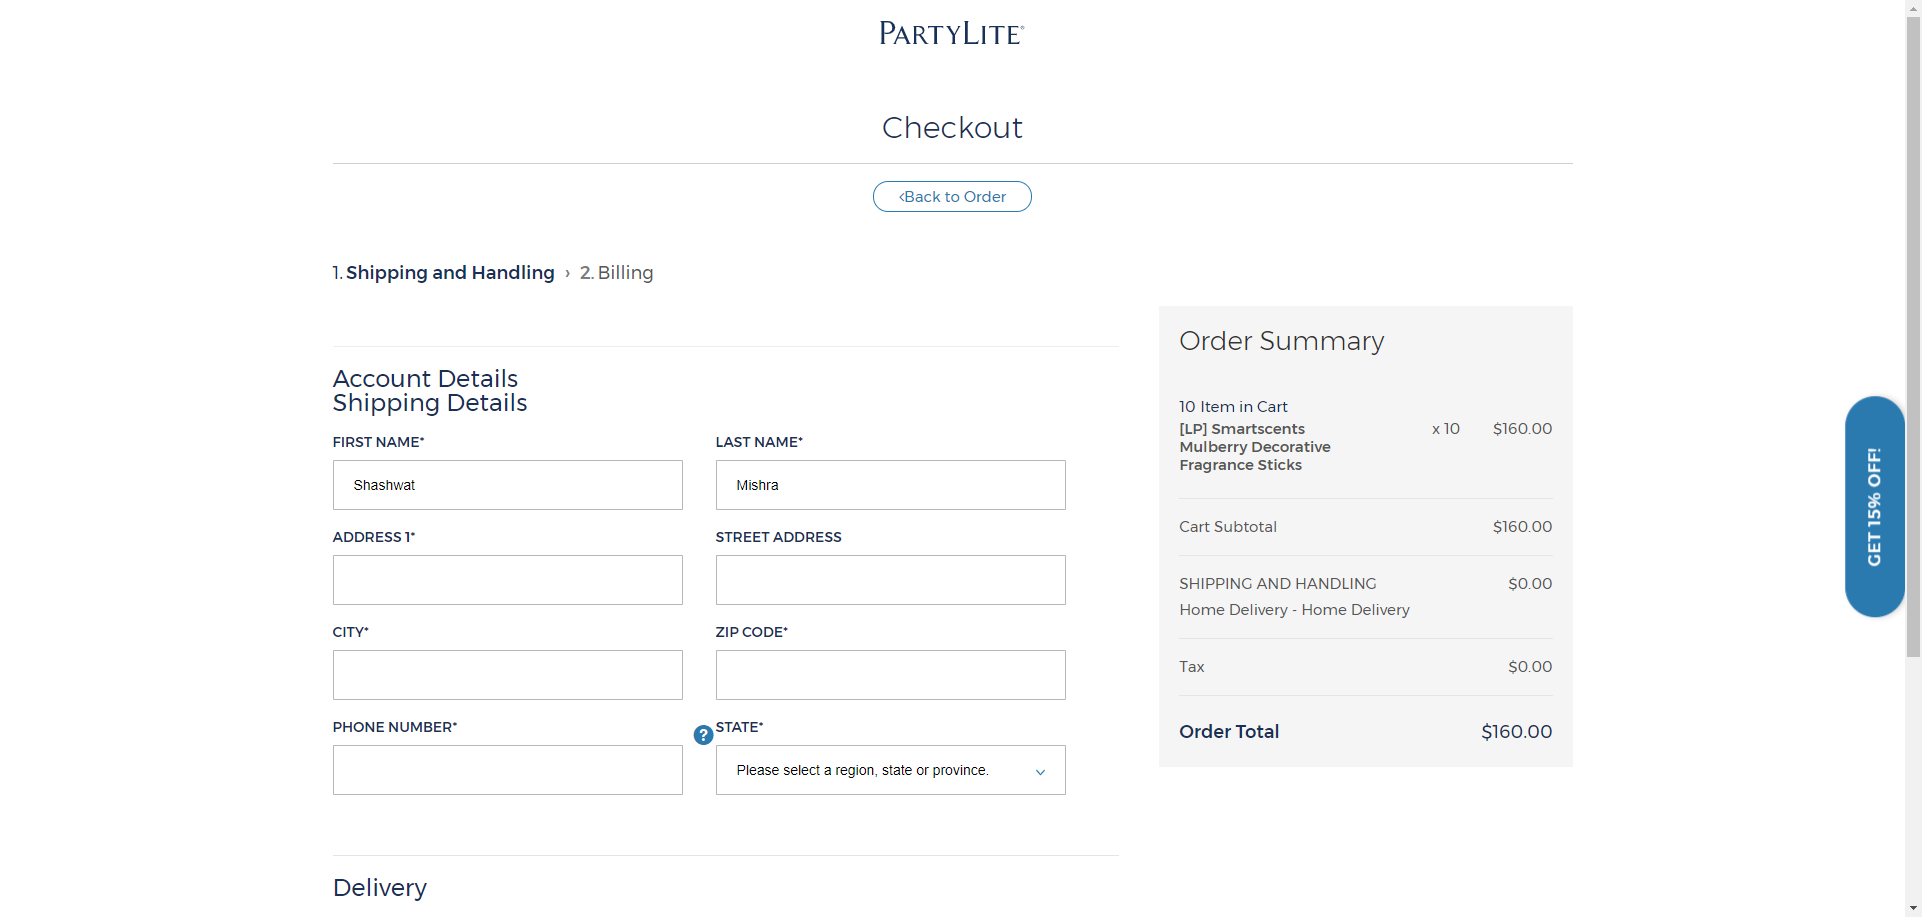 PARTYLITE®
Checkout
‹Back to Order
1. Shipping and Handling › 2. Billing
Account Details
Shipping Details
FIRST NAME*
LAST NAME*
Shashwat
Mishra
ADDRESS 1*
STREET ADDRESS
CITY*
ZIP CODE*
PHONE NUMBER*
? STATE*
Please select a region, state or province.
Delivery
Order Summary
10 Item in Cart
[LP] Smartscents x 10 $160.00
Mulberry Decorative
Fragrance Sticks
Cart Subtotal $160.00
SHIPPING AND HANDLING $0.00
Home Delivery - Home Delivery
Tax $0.00
Order Total $160.00
GET 15% OFF!